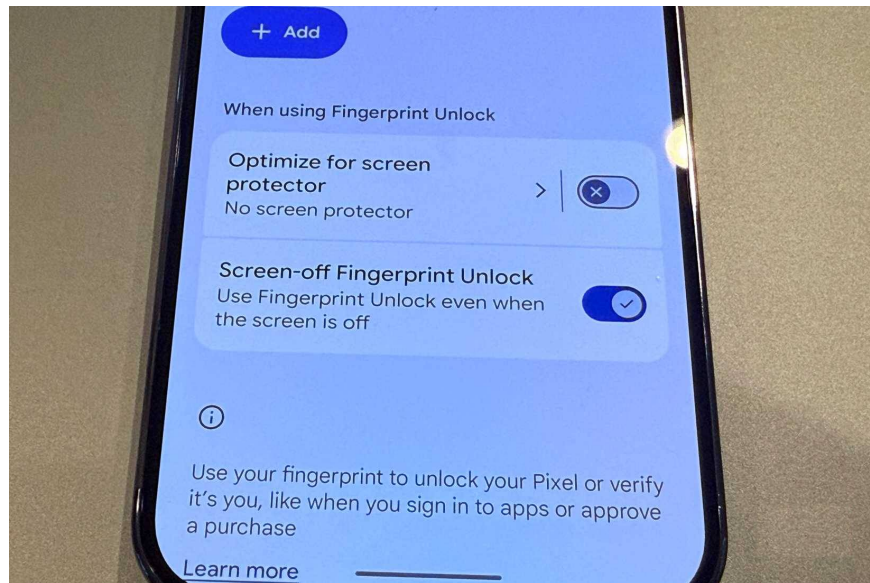 + Add
When using Fingerprint Unlock
Optimize for screen
protector
No screen protector
Screen-off Fingerprint Unlock
Use Fingerprint Unlock even when
the screen is off
Use your fingerprint to unlock your Pixel or verify
it's you, like when you sign in to apps or approve
a purchase
Learn more